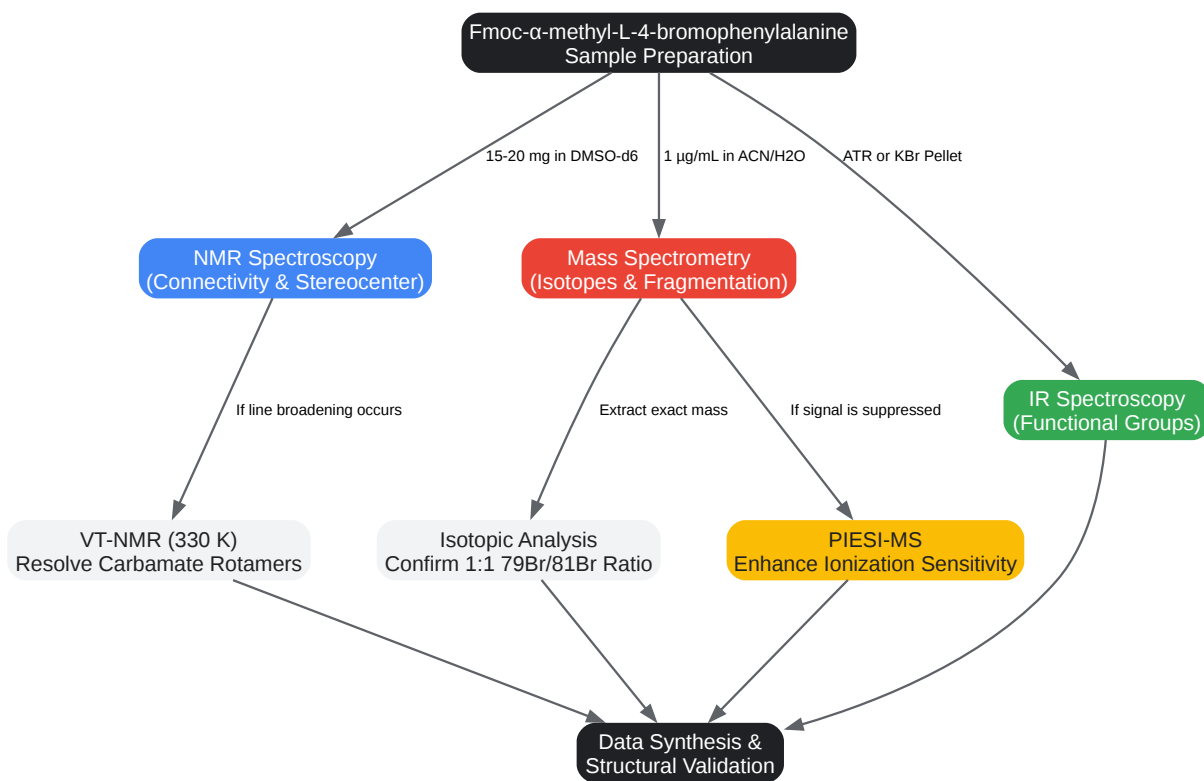 Fmoc-α-methyl-L-4-bromophenylalanine
Sample Preparation
15-20 mg in DMSO-d6
1 µg/mL in ACN/H2O
ATR or KBr Pellet
NMR Spectroscopy
(Connectivity & Stereocenter)
Mass Spectrometry
(Isotopes & Fragmentation)
IR Spectroscopy
(Functional Groups)
If line broadening occurs
Extract exact mass
If signal is suppressed
VT-NMR (330 K)
Resolve Carbamate Rotamers
Isotopic Analysis
Confirm 1:1 79Br/81Br Ratio
PIESI-MS
Enhance Ionization Sensitivity
Data Synthesis &
Structural Validation